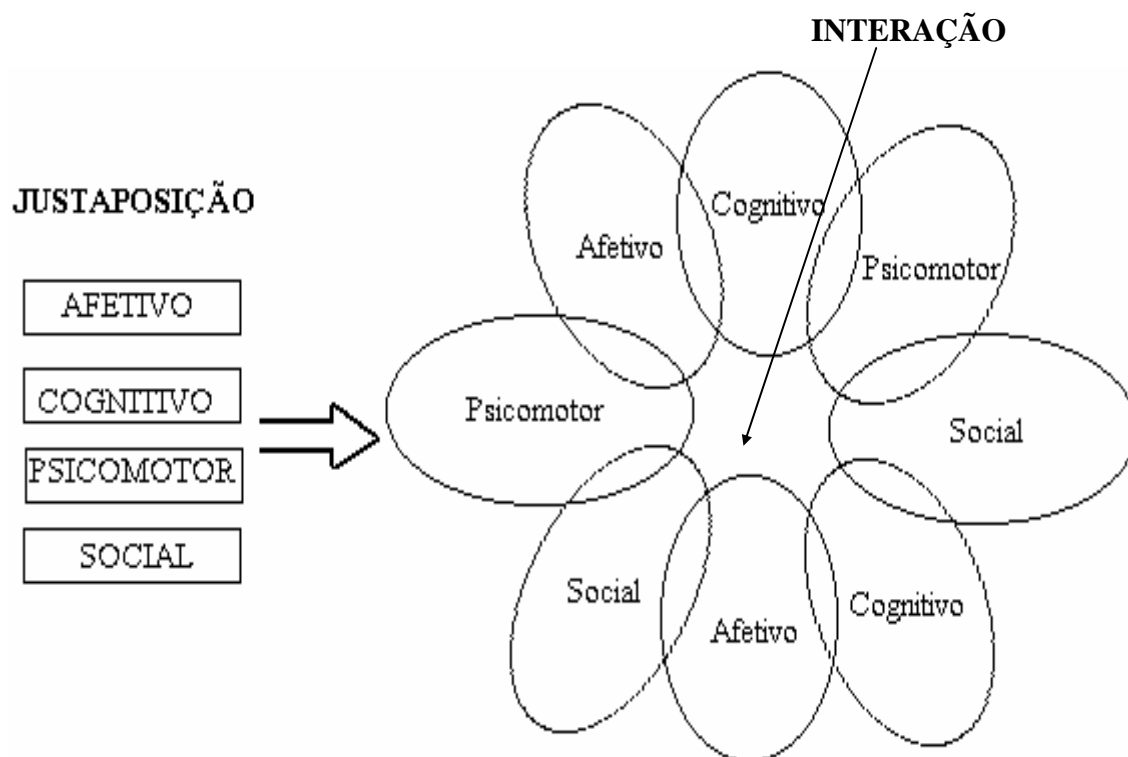 INTERAÇÃO
JUSTAPOSIÇÃO
AFETIVO
COGNITIVO
PSICOMOTOR
SOCIAL
Cognitivo
Afetivo
Psicomotor
Psicomotor
Social
Social
Afetivo
Cognitivo